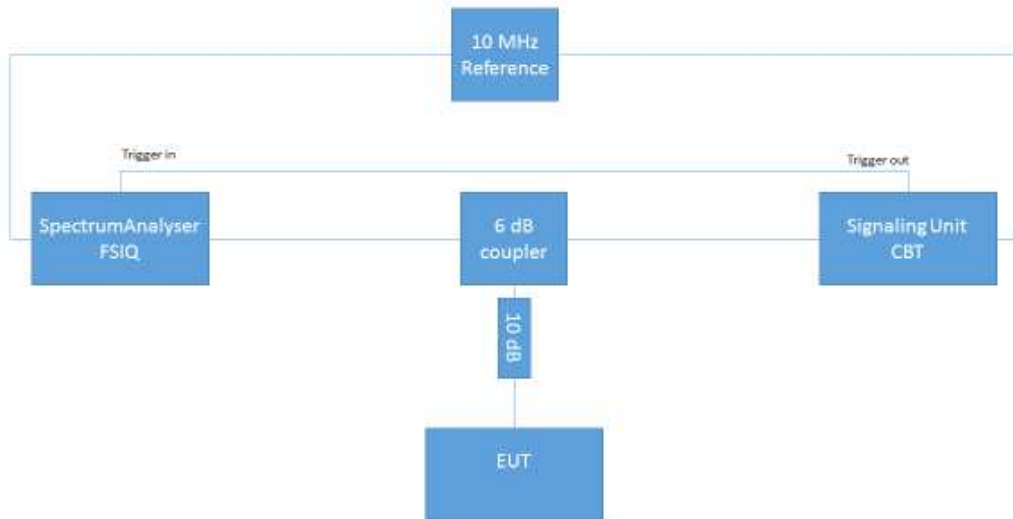 10 MHz
Reference
Trigger in
Trigger out
SpectrumAnalyser
FSIQ
6 dB
coupler
Signaling Unit
CBT
10 dB
EUT